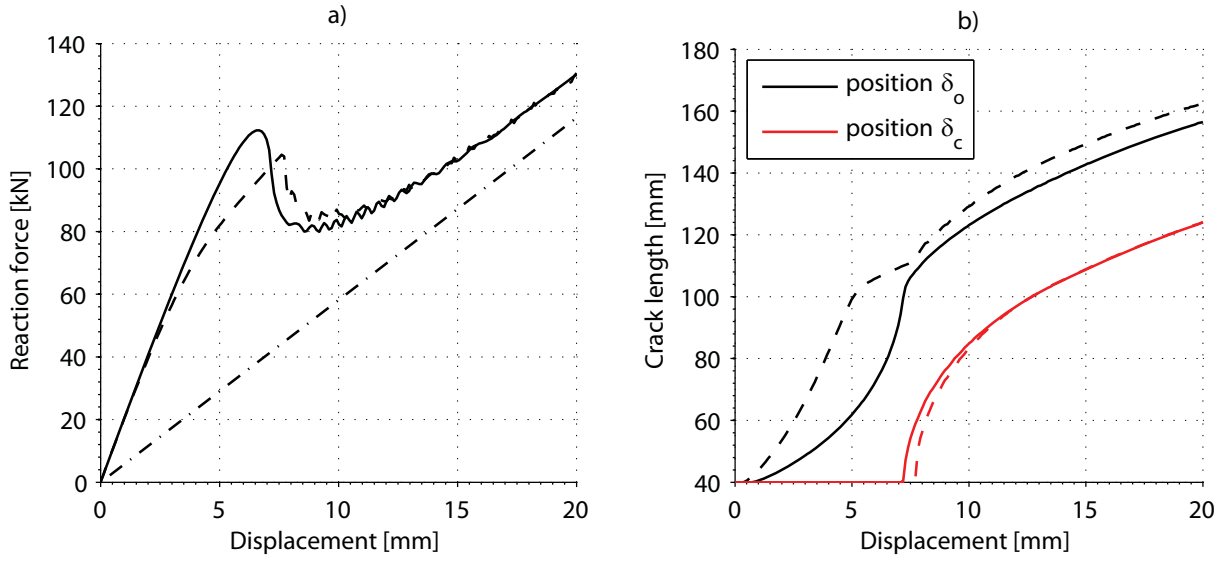 a)
140
120
100
80
60
40
20
0
0 5 10 15 20
Reaction force [kN]
Displacement [mm]
b)
180
160
140
120
100
80
60
40
0 5 10 15 20
Crack length [mm]
Displacement [mm]
position δo
position δc